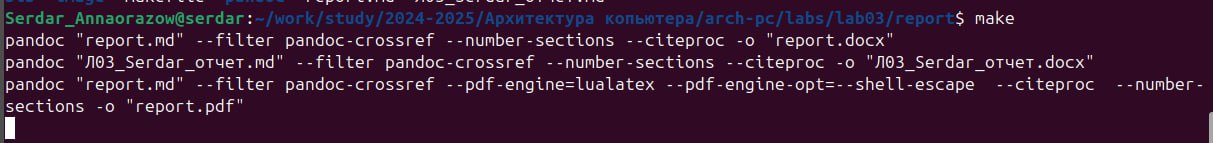 Serdar_Annaorazow@serdar:~/work/study/2024-2025/Архитектура копьютера/arch-pc/labs/lab03/report$ make
pandoc "report.md" --filter pandoc-crossref --number-sections --citeproc -o "report.docx"
pandoc "Л03_Serdar_отчет.md" --filter pandoc-crossref --number-sections --citeproc -o "Л03_Serdar_отчет.docx"
pandoc "report.md" --filter pandoc-crossref --pdf-engine=lualatex --pdf-engine-opt=--shell-escape  --citeproc  --number-
sections -o "report.pdf"